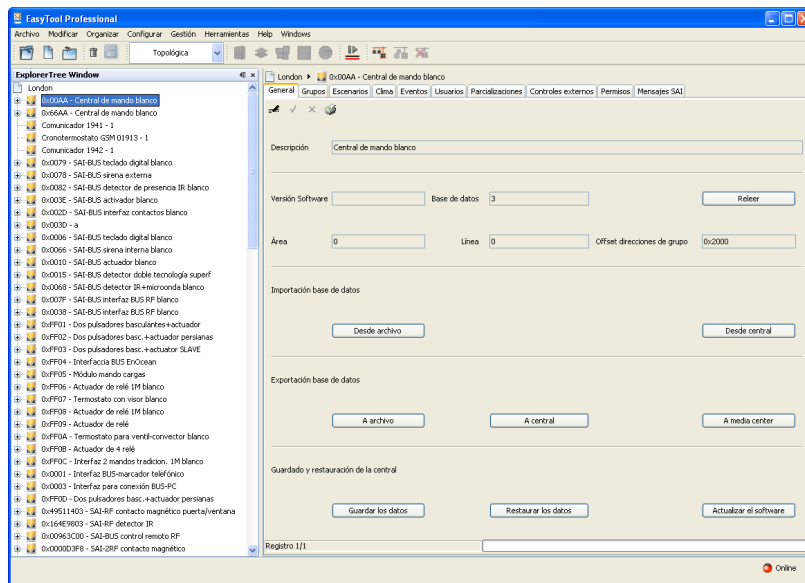 EasyTool Professional
Archivo Modificar Organizar Configurar Gestión Herramientas Help Windows
Topológica
ExplorerTree Window
London
0x00AA - Central de mando blanco
0x66AA - Central de mando blanco
Comunicador 1941 - 1
Cronotermostato GSM 01913 - 1
Comunicador 1942 - 1
0x0079 - SAI-BUS teclado digital blanco
0x0078 - SAI-BUS sirena externa
0x0082 - SAI-BUS detector de presencia IR blanco
0x003E - SAI-BUS activador blanco
0x002D - SAI-BUS interfaz contactos blanco
0x003D - a
0x0006 - SAI-BUS teclado digital blanco
0x0066 - SAI-BUS sirena interna blanco
0x0010 - SAI-BUS actuador blanco
0x0015 - SAI-BUS detector doble tecnología superf
0x0068 - SAI-BUS detector IR+microonda blanco
0x007F - SAI-BUS interfaz BUS RF blanco
0x0038 - SAI-BUS interfaz BUS RF blanco
0xFF01 - Dos pulsadores basculantes+actuador
0xFF02 - Dos pulsadores basc.+actuador persianas
0xFF03 - Dos pulsadores basc.+actuator SLAVE
0xFF04 - Interfaccia BUS EnOcean
0xFF05 - Módulo mando cargas
0xFF06 - Actuador de relé 1M blanco
0xFF07 - Termostato con visor blanco
0xFF08 - Actuador de relé 1M blanco
0xFF09 - Actuador de relé
0xFF0A - Termostato para ventil-convector blanco
0xFF0B - Actuador de 4 relé
0xFF0C - Interfaz 2 mandos tradicion. 1M blanco
0x0001 - Interfaz BUS-marcador telefónico
0x0003 - Interfaz para conexión BUS-PC
0xFF0D - Dos pulsadores basc.+actuador persianas
0x49511403 - SAI-RF contacto magnético puerta/ventana
0x164E9803 - SAI-RF detector IR
0x00963C00 - SAI-BUS control remoto RF
0x0000D3F8 - SAI-2RF contacto magnético
London 0x00AA - Central de mando blanco
General Grupos Escenarios Clima Eventos Usuarios Parcializaciones Controles externos Permisos Mensajes SAI
Descripción Central de mando blanco
Versión Software Base de datos 3 Releer
Área 0 Línea 0 Offset direcciones de grupo 0x2000
Importación base de datos
Desde archivo Desde central
Exportación base de datos
A archivo A central A media center
Guardado y restauración de la central
Guardar los datos Restaurar los datos Actualizar el software
Registro 1/1
Online